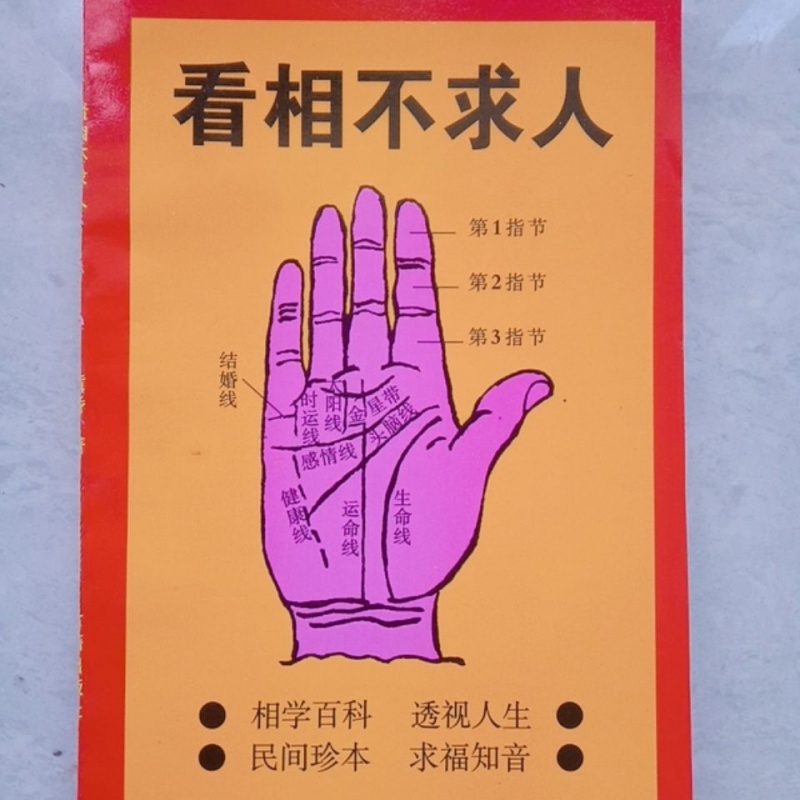 看相不求人
第1指节
第2指节
第3指节
结婚线
时运线
阳线
金星带
头脑线
感情线
健康线
运命线
生命线
● 相学百科 透视人生 ●
● 民间珍本 求福知音 ●